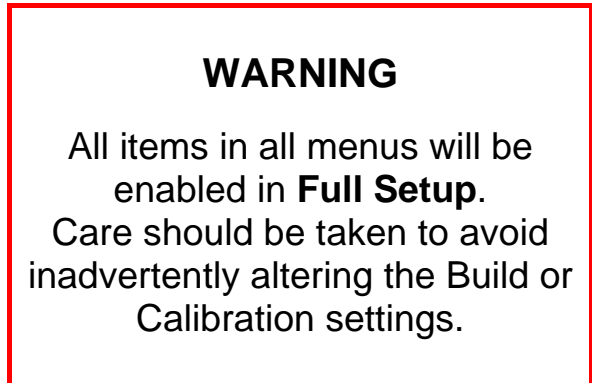 WARNING
All items in all menus will be
enabled in Full Setup.
Care should be taken to avoid
inadvertently altering the Build or
Calibration settings.